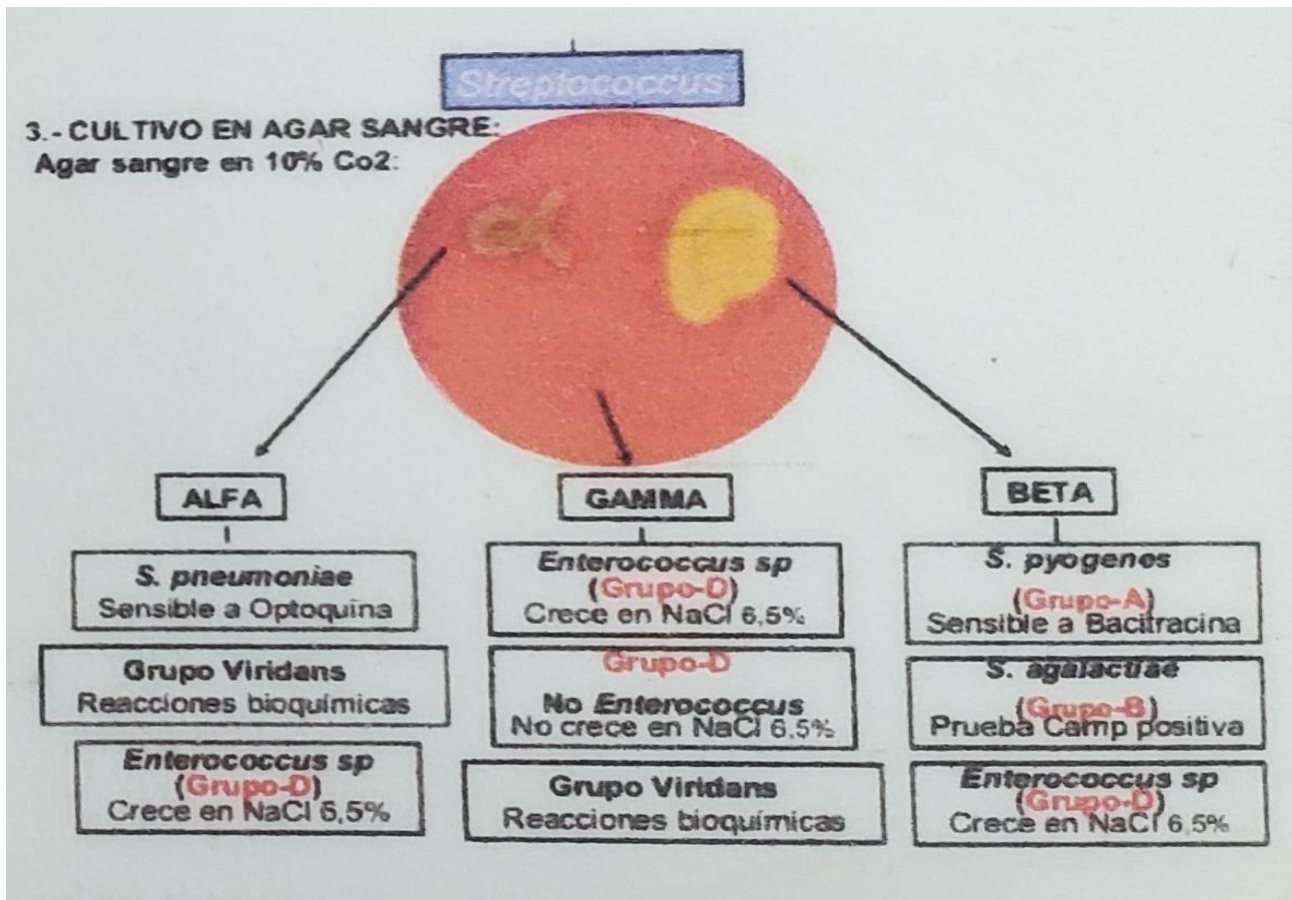 Streptococcus
3.- CULTIVO EN AGAR SANGRE:
Agar sangre en 10% Co2:
ALFA
S. pneumoniae
Sensible a Optoquina
Grupo Viridans
Reacciones bioquímicas
Enterococcus sp
(Grupo-D)
Crece en NaCl 6,5%
GAMMA
Enterococcus sp
(Grupo-D)
Crece en NaCl 6,5%
Grupo-D
No Enterococcus
No crece en NaCl 6,5%
Grupo Viridans
Reacciones bioquímicas
BETA
S. pyogenes
(Grupo-A)
Sensible a Bacitracina
S. agalactiae
(Grupo-B)
Prueba Camp positiva
Enterococcus sp
(Grupo-D)
Crece en NaCl 6,5%